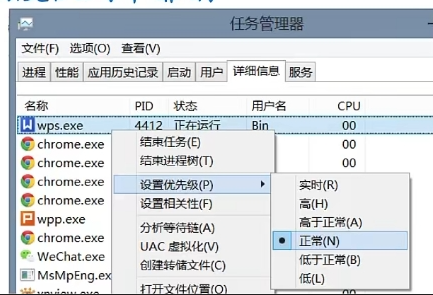 任务管理器
文件(F) 选项(O) 查看(V)
进程 性能 应用历史记录 启动 用户 详细信息 服务
名称 PID 状态 用户名 CPU
wps.exe 4412 正在运行 Bin 00
chrome.exe 结束任务(E) 00
chrome.exe 结束进程树(T) 00
chrome.exe 设置优先级(P) 实时(R)
chrome.exe 设置相关性(F) 高(H)
wpp.exe 分析等待链(A) 高于正常(A)
chrome.exe UAC 虚拟化(V) 正常(N)
WeChat.exe 创建转储文件(C) 低于正常(B)
MsMpEng.ex 低(L)
打开文件位置(O) 00